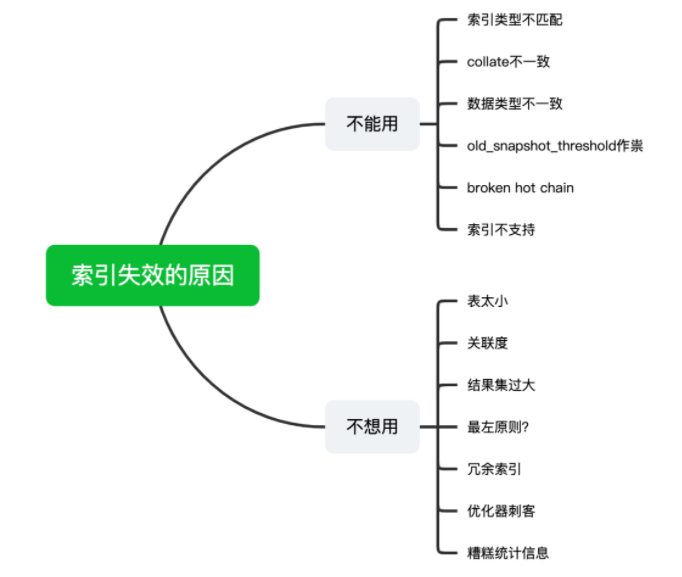 索引失效的原因
不能用
索引类型不匹配
collate不一致
数据类型不一致
old_snapshot_threshold作祟
broken hot chain
索引不支持
不想用
表太小
关联度
结果集过大
最左原则?
冗余索引
优化器刺客
糟糕统计信息